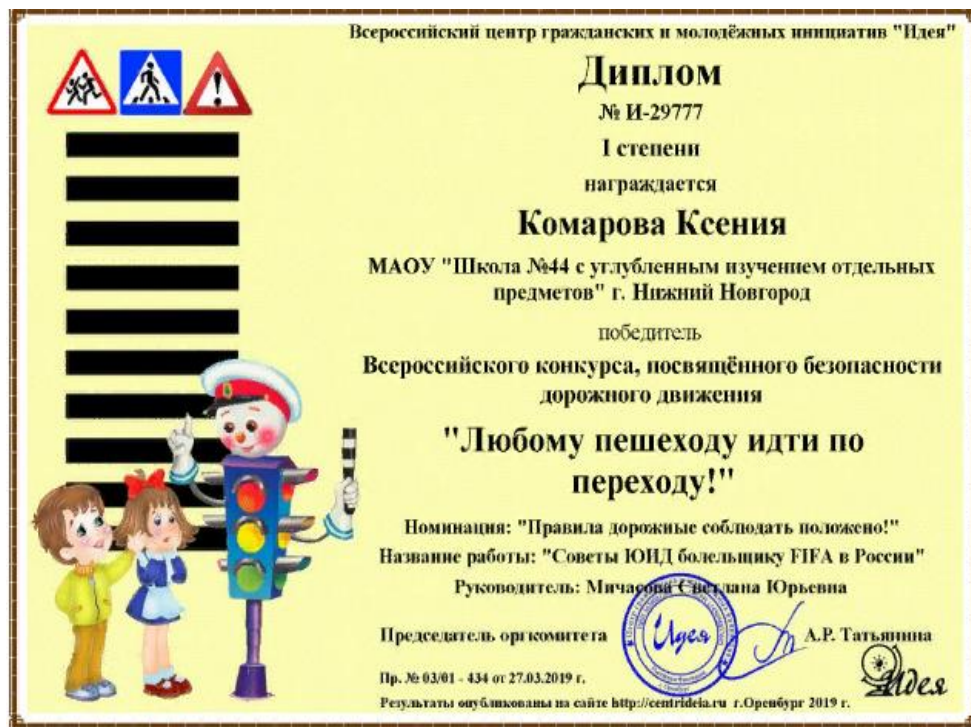 Всероссийский центр гражданских и молодёжных инициатив "Идея"
Диплом
№ И-29777
I степени
награждается
Комарова Ксения
МАОУ "Школа №44 с углубленным изучением отдельных
предметов" г. Нижний Новгород
победитель
Всероссийского конкурса, посвящённого безопасности
дорожного движения
"Любому пешеходу идти по
переходу!"
Номинация: "Правила дорожные соблюдать положено!"
Название работы: "Советы ЮИД болельщику FIFA в России"
Руководитель: Мичасова Светлана Юрьевна
Председатель оргкомитета
Идея
А.Р. Татьянина
Идея
Пр. № 03/01 - 434 от 27.03.2019 г.
Результаты опубликованы на сайте http://centrideia.ru г.Оренбург 2019 г.